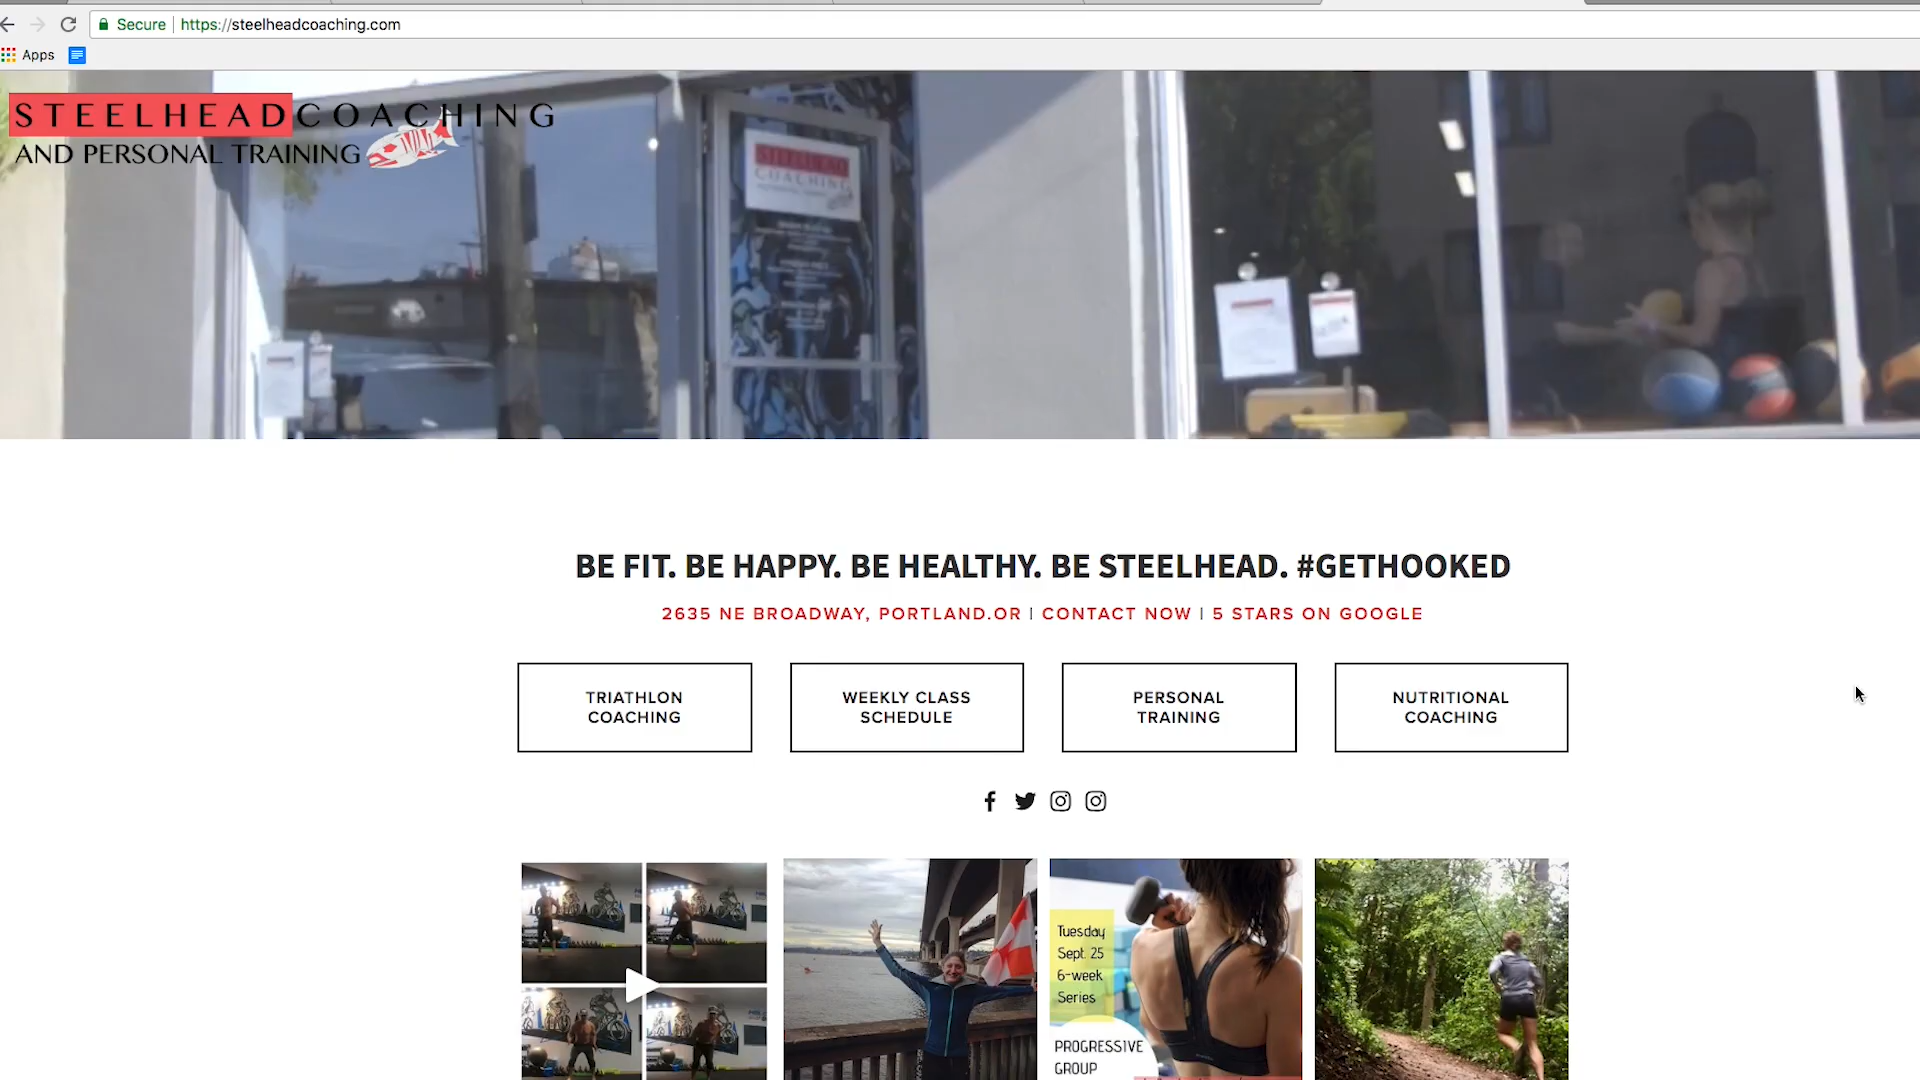 Secure
https://steelheadcoaching.com
Apps
STEELHEADCOACHING
AND PERSONAL TRAINING
STEELHEAD
COACHING
BE FIT. BE HAPPY. BE HEALTHY. BE STEELHEAD. #GETHOOKED
2635 NE BROADWAY, PORTLAND.OR | CONTACT NOW | 5 STARS ON GOOGLE
TRIATHLON
COACHING
WEEKLY CLASS
SCHEDULE
PERSONAL
TRAINING
NUTRITIONAL
COACHING
Tuesday
Sept. 25
6-week
Series
PROGRESSIVE
GROUP